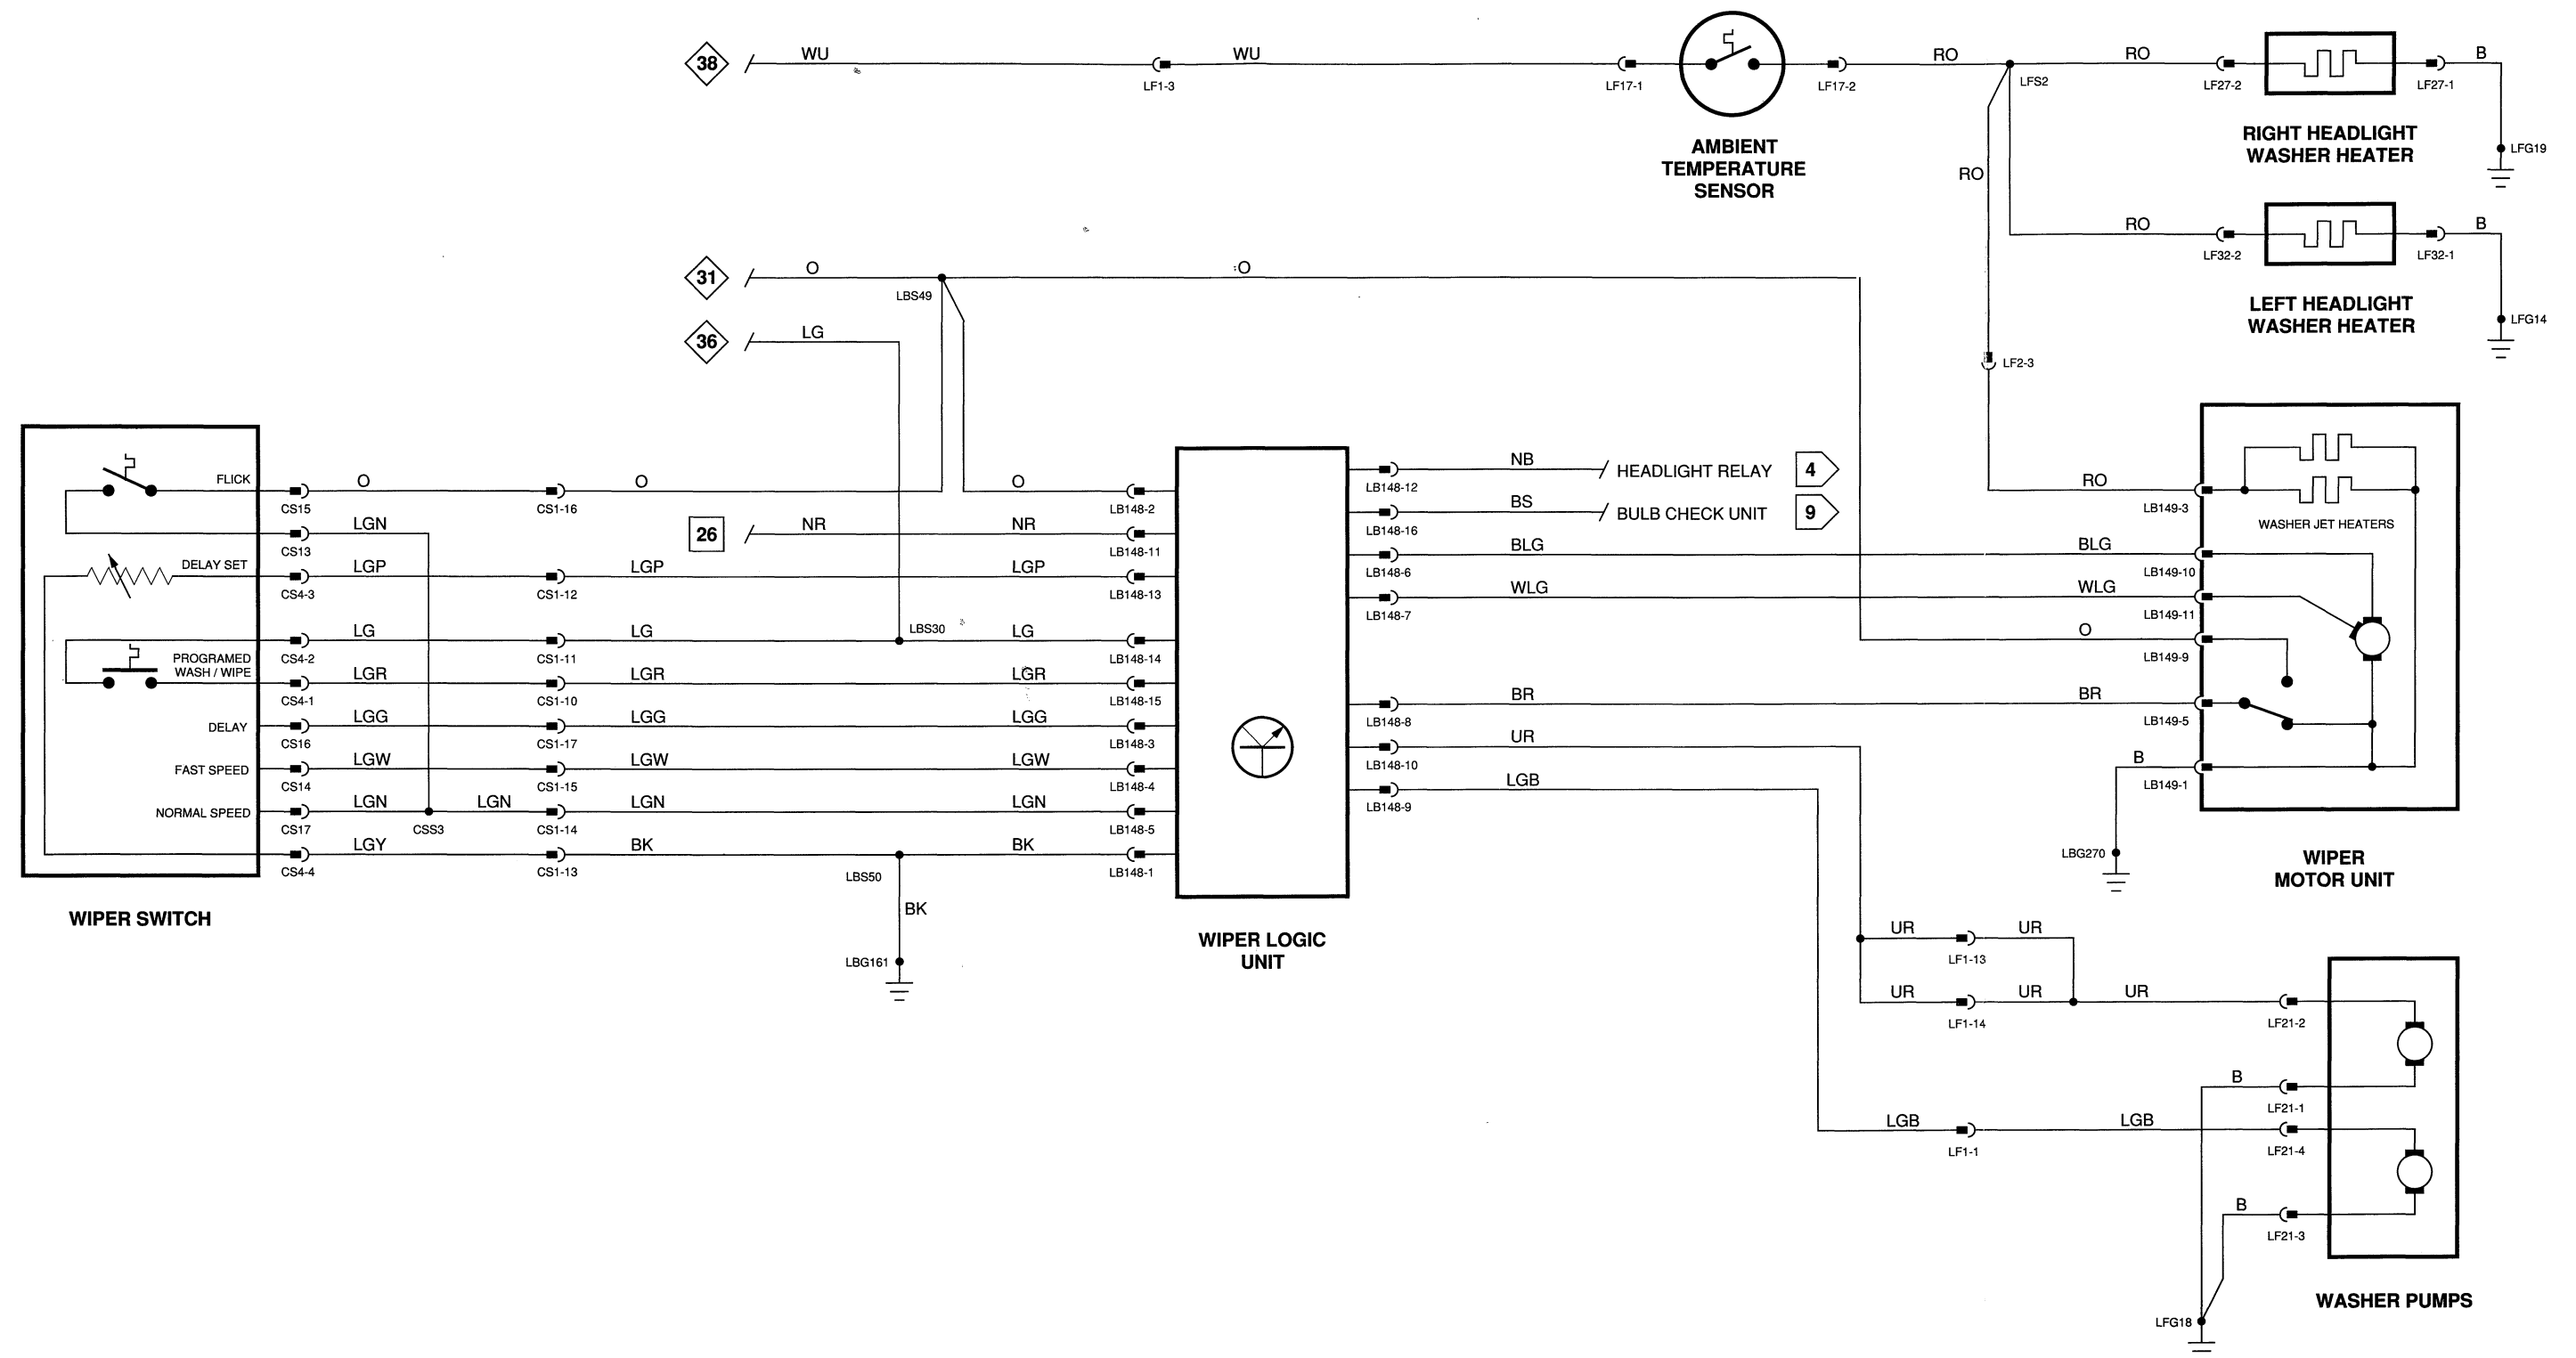 38
WU
LF1-3
WU
LF17-1
AMBIENT
TEMPERATURE
SENSOR
LF17-2
RO
LFS2
RO
LF27-2
LF27-1
B
LFG19
RIGHT HEADLIGHT
WASHER HEATER
RO
RO
LF32-2
LF32-1
B
LFG14
LEFT HEADLIGHT
WASHER HEATER
LF2-3
31
O
LBS49
O
36
LG
FLICK
CS15
O
CS1-16
O
O
LB148-2
CS13
LGN
26
NR
NR
LB148-11
DELAY SET
CS4-3
LGP
CS1-12
LGP
LGP
LB148-13
CS4-2
LG
CS1-11
LG
LBS30
LG
LB148-14
PROGRAMED
WASH / WIPE
CS4-1
LGR
CS1-10
LGR
LGR
LB148-15
DELAY
CS16
LGG
CS1-17
LGG
LGG
LB148-3
FAST SPEED
CS14
LGW
CS1-15
LGW
LGW
LB148-4
NORMAL SPEED
CS17
LGN
CSS3
LGN
CS1-14
LGN
LGN
LB148-5
CS4-4
LGY
CS1-13
BK
LBS50
BK
LB148-1
BK
LBG161
WIPER SWITCH
WIPER LOGIC
UNIT
LB148-12
NB
HEADLIGHT RELAY
4
LB148-16
BS
BULB CHECK UNIT
9
LB148-6
BLG
BLG
LB149-10
LB148-7
WLG
WLG
LB149-11
O
LB149-9
LB148-8
BR
BR
LB149-5
LB148-10
UR
LB148-9
LGB
RO
LB149-3
WASHER JET HEATERS
B
LB149-1
LBG270
WIPER
MOTOR UNIT
UR
LF1-13
UR
UR
LF1-14
UR
UR
LF21-2
B
LF21-1
LGB
LF1-1
LGB
LF21-4
B
LF21-3
LFG18
WASHER PUMPS